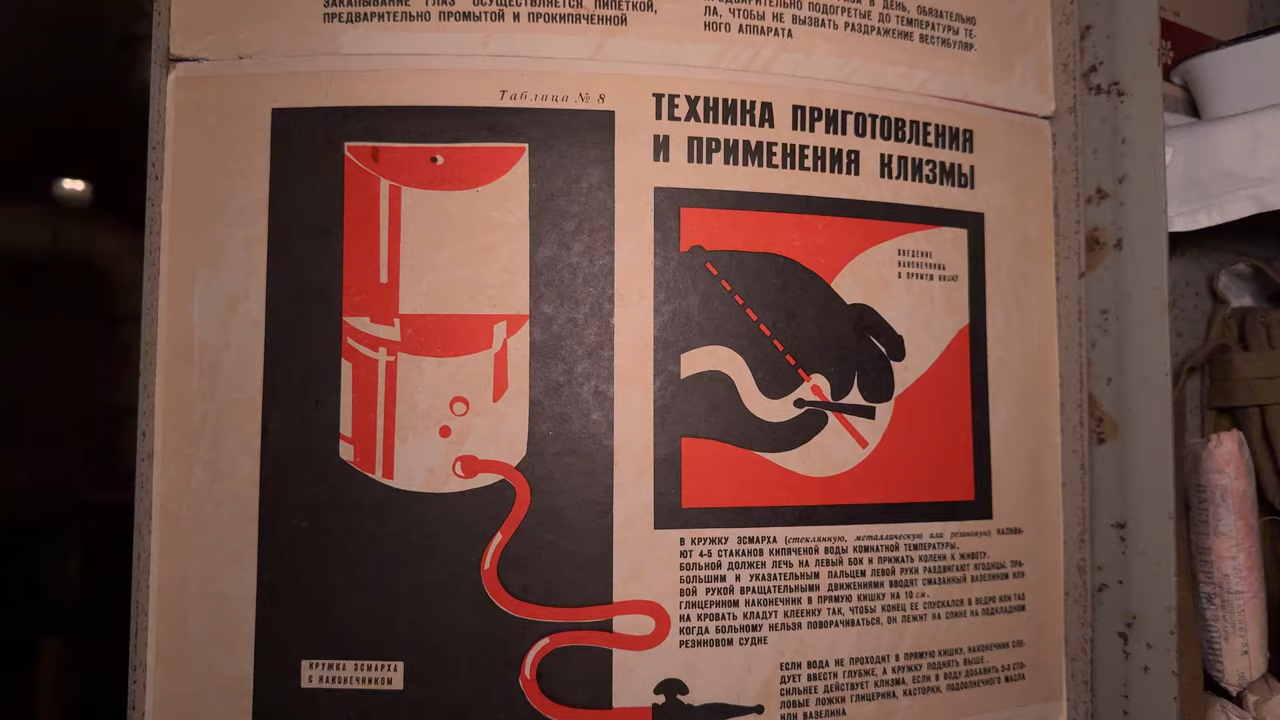 ЗАКАПЫВАНИЕ ГЛАЗ ОСУЩЕСТВЛЯЕТСЯ ПИПЕТКОЙ,
ПРЕДВАРИТЕЛЬНО ПРОМЫТОЙ И ПРОКИПЯЧЕННОЙ
В ДЕНЬ, ОБЯЗАТЕЛЬНО
ПРЕДВАРИТЕЛЬНО ПОДОГРЕТЫЕ ДО ТЕМПЕРАТУРЫ ТЕ-
ЛА, ЧТОБЫ НЕ ВЫЗВАТЬ РАЗДРАЖЕНИЕ ВЕСТИБУЛЯР-
НОГО АППАРАТА
Таблица № 8
ТЕХНИКА ПРИГОТОВЛЕНИЯ
И ПРИМЕНЕНИЯ КЛИЗМЫ
ВВЕДЕНИЕ
НАКОНЕЧНИКА
В ПРЯМУЮ КИШКУ
В КРУЖКУ ЭСМАРХА (стеклянную, металлическую или резиновую) НАЛИВА-
ЮТ 4-5 СТАКАНОВ КИПЯЧЕНОЙ ВОДЫ КОМНАТНОЙ ТЕМПЕРАТУРЫ.
БОЛЬНОЙ ДОЛЖЕН ЛЕЧЬ НА ЛЕВЫЙ БОК И ПРИЖАТЬ КОЛЕНИ К ЖИВОТУ.
БОЛЬШИМ И УКАЗАТЕЛЬНЫМ ПАЛЬЦЕМ ЛЕВОЙ РУКИ РАЗДВИГАЮТ ЯГОДИЦЫ, ПРА-
ВОЙ РУКОЙ ВРАЩАТЕЛЬНЫМИ ДВИЖЕНИЯМИ ВВОДЯТ СМАЗАННЫЙ ВАЗЕЛИНОМ ИЛИ
ГЛИЦЕРИНОМ НАКОНЕЧНИК В ПРЯМУЮ КИШКУ НА 10 см.
НА КРОВАТЬ КЛАДУТ КЛЕЕНКУ ТАК, ЧТОБЫ КОНЕЦ ЕЕ СПУСКАЛСЯ В ВЕДРО ИЛИ ТАЗ
КОГДА БОЛЬНОМУ НЕЛЬЗЯ ПОВОРАЧИВАТЬСЯ, ОН ЛЕЖИТ НА СПИНЕ НА ПОДКЛАДНОМ
РЕЗИНОВОМ СУДНЕ
ЕСЛИ ВОДА НЕ ПРОХОДИТ В ПРЯМУЮ КИШКУ, НАКОНЕЧНИК СЛЕ-
ДУЕТ ВВЕСТИ ГЛУБЖЕ, А КРУЖКУ ПОДНЯТЬ ВЫШЕ.
СИЛЬНЕЕ ДЕЙСТВУЕТ КЛИЗМА, ЕСЛИ В ВОДУ ДОБАВИТЬ 2-3 СТО-
ЛОВЫЕ ЛОЖКИ ГЛИЦЕРИНА, КАСТОРКИ, ПОДСОЛНЕЧНОГО МАСЛА
ИЛИ ВАЗЕЛИНА
КРУЖКА ЭСМАРХА
С НАКОНЕЧНИКОМ